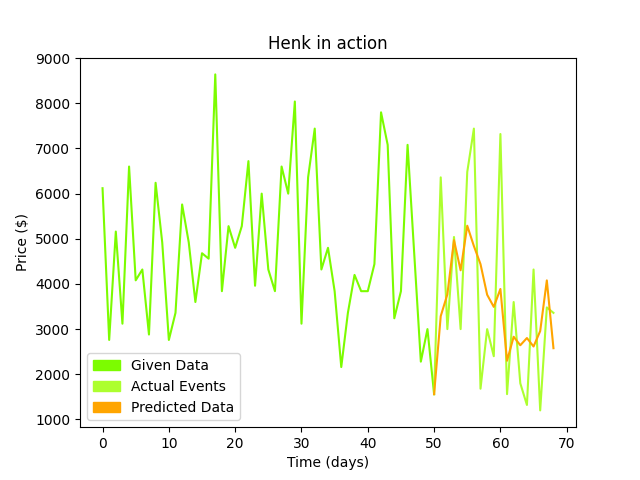 Henk in action
Price ($)
9000
8000
7000
6000
5000
4000
3000
2000
1000
Given Data
Actual Events
Predicted Data
0 10 20 30 40 50 60 70
Time (days)